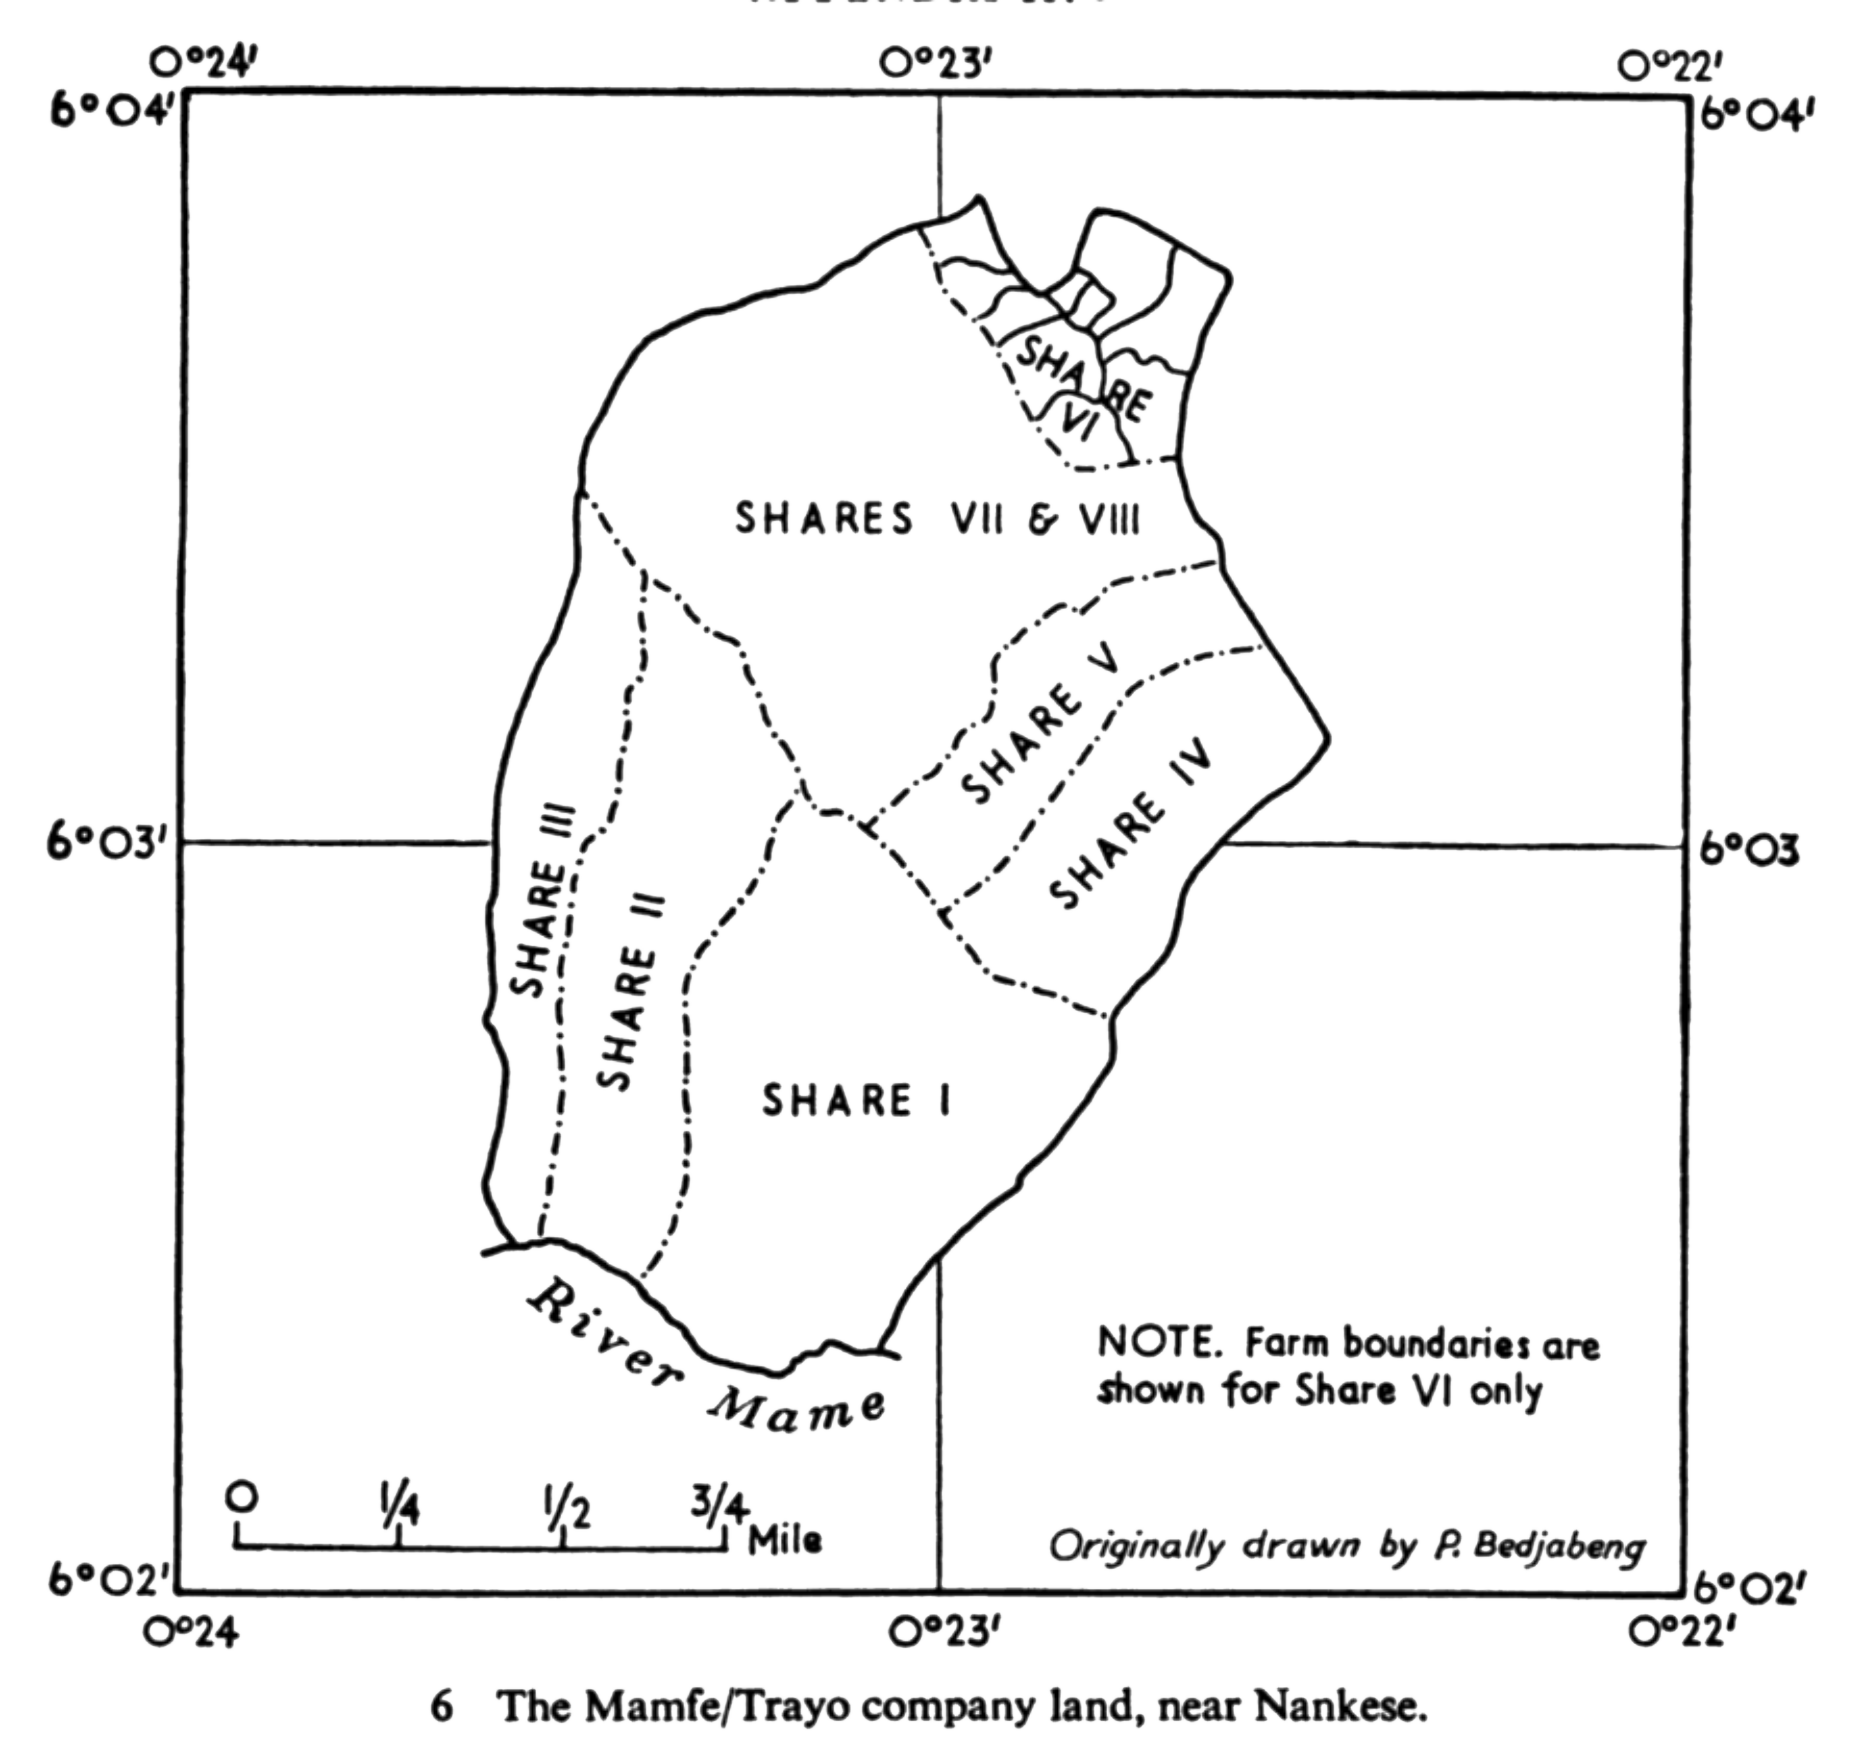 0°24' 0°23' 0°22'
6°04' 6°04'
SHARE
VI
SHARES VII & VIII
SHARE V
SHARE IV
6°03' 6°03
SHARE III
SHARE II
SHARE I
River Mame
NOTE. Farm boundaries are
shown for Share VI only
0 1/4 1/2 3/4 Mile
Originally drawn by P. Bedjabeng
6°02' 6°02'
0°24 0°23' 0°22'
6 The Mamfe/Trayo company land, near Nankese.